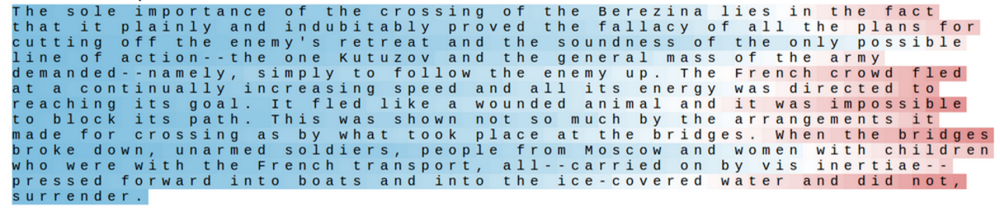 The sole importance of the crossing of the Berezina lies in the fact
that it plainly and indubitably proved the fallacy of all the plans for
cutting off the enemy's retreat and the soundness of the only possible
line of action--the one Kutuzov and the general mass of the army
demanded--namely, simply to follow the enemy up. The French crowd fled
at a continually increasing speed and all its energy was directed to
reaching its goal. It fled like a wounded animal and it was impossible
to block its path. This was shown not so much by the arrangements it
made for crossing as by what took place at the bridges. When the bridges
broke down, unarmed soldiers, people from Moscow and women with children
who were with the French transport, all--carried on by vis inertiae--
pressed forward into boats and into the ice-covered water and did not,
surrender.